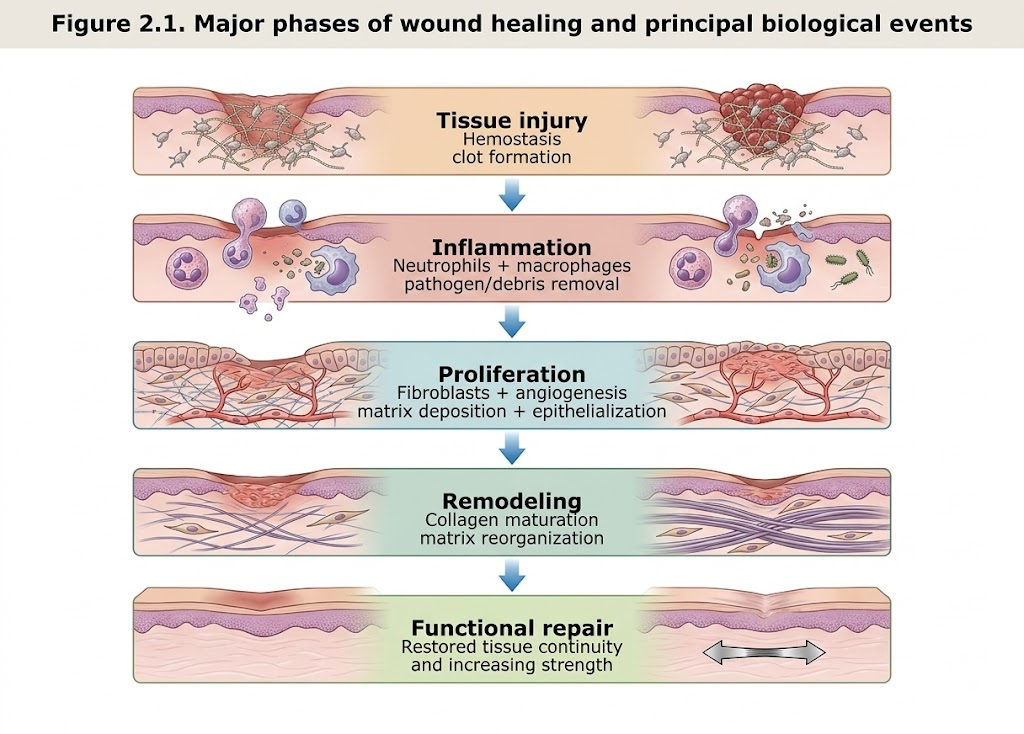 Figure 2.1. Major phases of wound healing and principal biological events
Tissue injury
Hemostasis
clot formation
Inflammation
Neutrophils + macrophages
pathogen/debris removal
Proliferation
Fibroblasts + angiogenesis
matrix deposition + epithelialization
Remodeling
Collagen maturation
matrix reorganization
Functional repair
Restored tissue continuity
and increasing strength